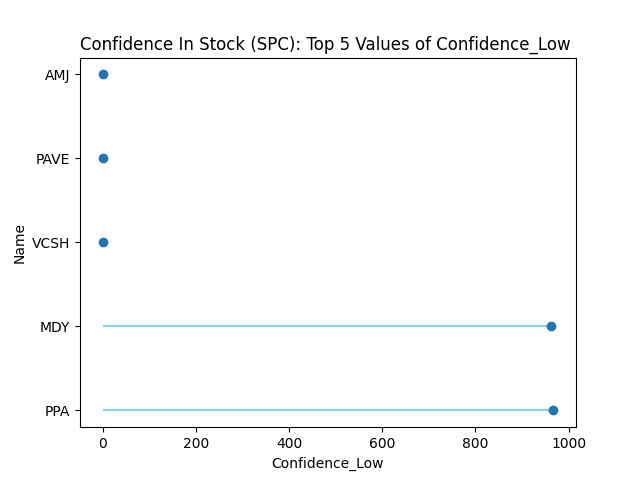 Confidence In Stock (SPC): Top 5 Values of Confidence_Low
AMJ
PAVE
VCSH
MDY
PPA
Name
0 200 400 600 800 1000
Confidence_Low